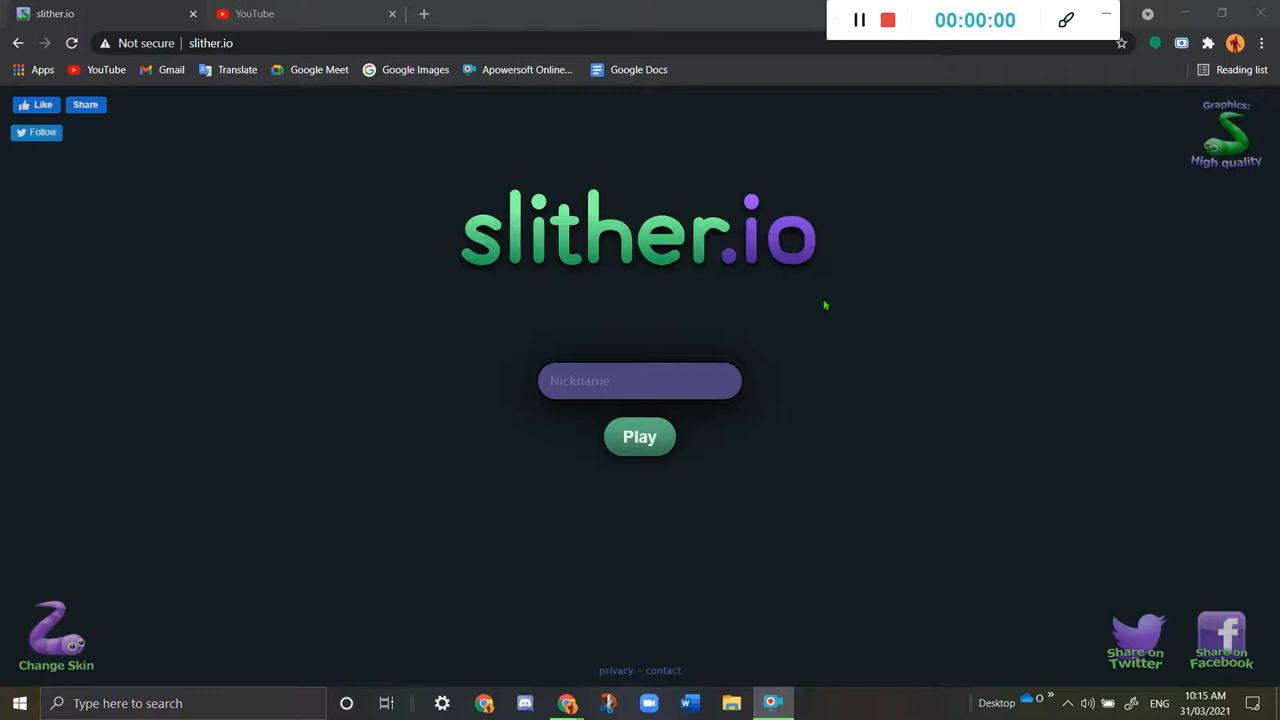 slither.io
YouTube
00:00:00
Not secure
slither.io
Apps
YouTube
Gmail
Translate
Google Meet
Google Images
Apowersoft Online...
Google Docs
Reading list
Like
Share
Follow
Graphics:
High quality
slither.io
Nickname
Play
Change Skin
privacy – contact
Share on
Twitter
Share on
Facebook
Type here to search
Desktop
ENG
10:15 AM
31/03/2021